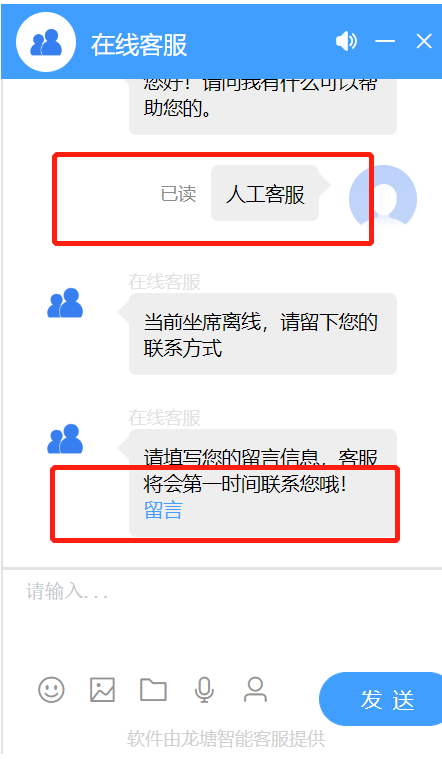 在线客服
您好！请问我有什么可以帮
助您的。
已读
人工客服
在线客服
当前坐席离线，请留下您的
联系方式
在线客服
请填写您的留言信息，客服
将会第一时间联系您哦！
留言
请输入...
发 送
软件由龙塘智能客服提供